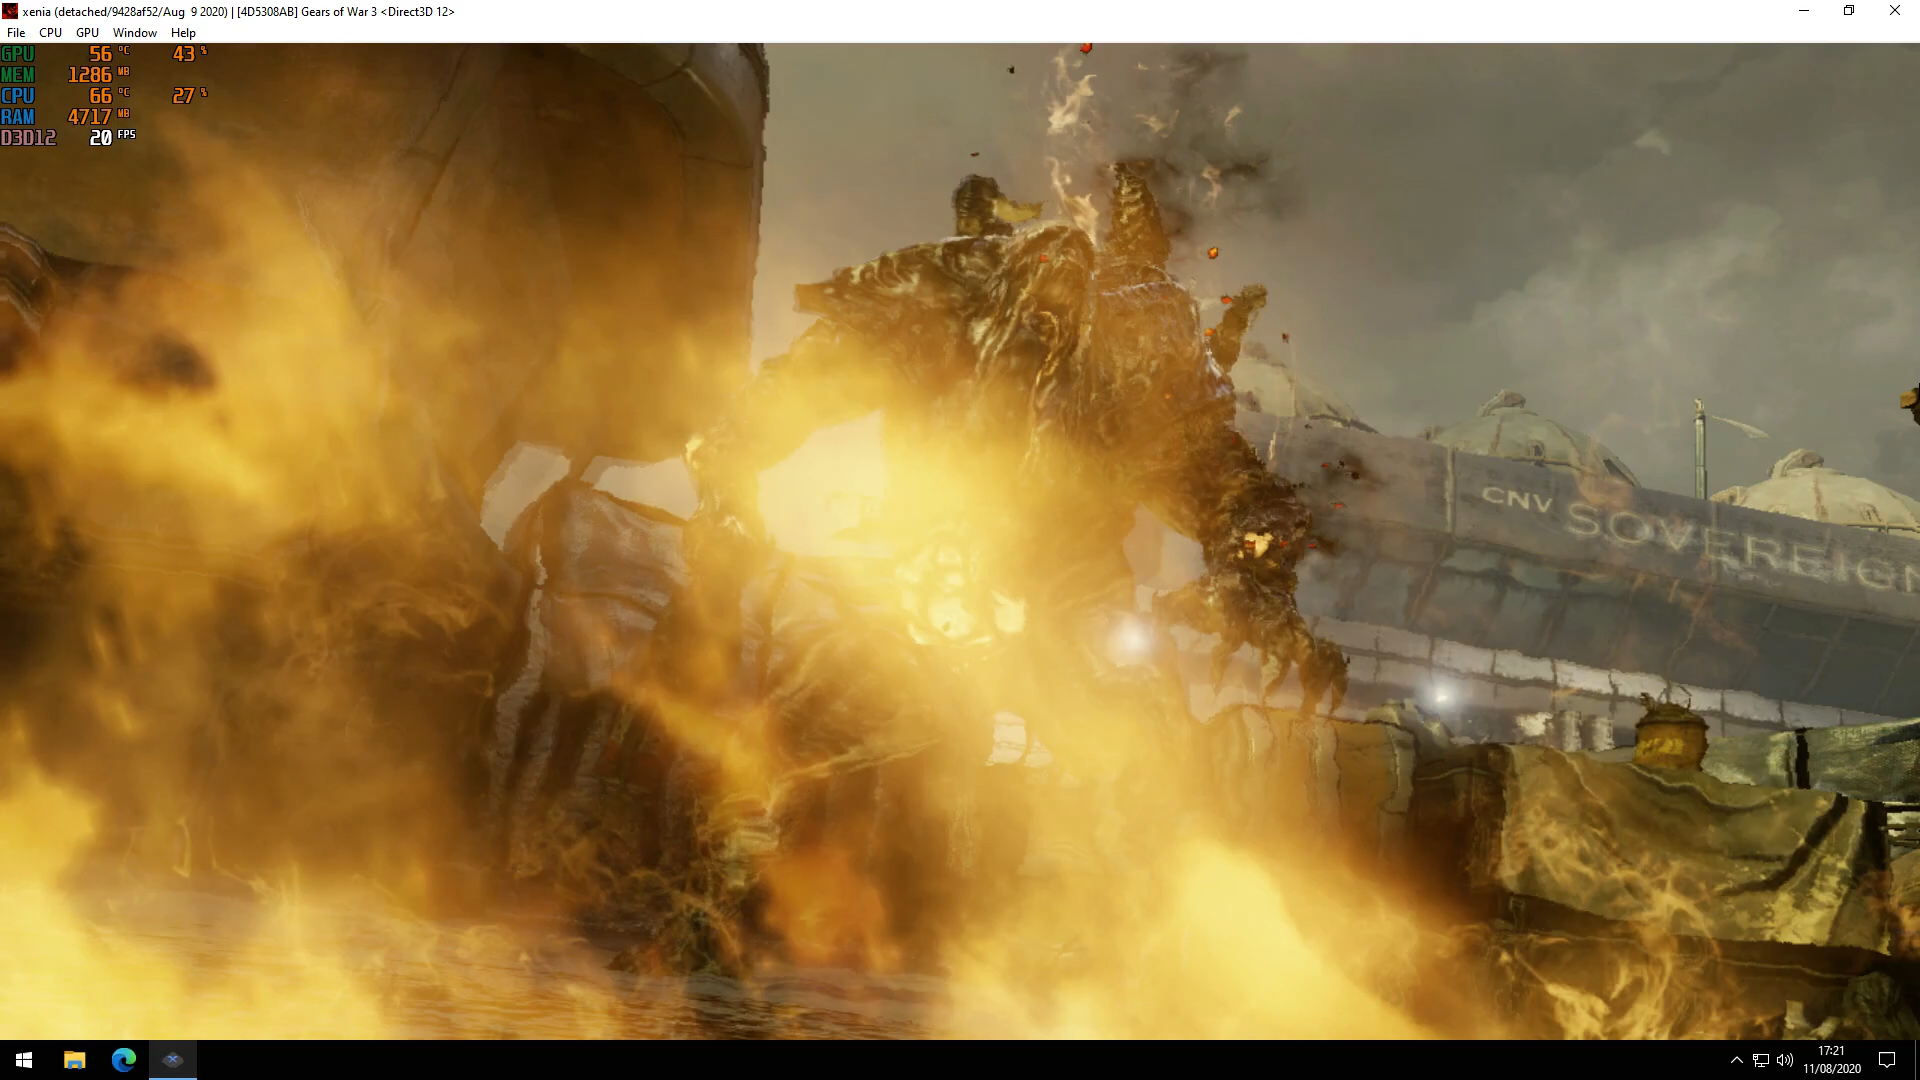 xenia (detached/9428af52/Aug  9 2020) | [4D5308AB] Gears of War 3 <Direct3D 12>
File CPU GPU Window Help
GPU 56 °C 43 %
MEM 1286 MB
CPU 66 °C 27 %
RAM 4717 MB
D3D12 20 FPS
CNV SOVEREIGN
17:21
11/08/2020